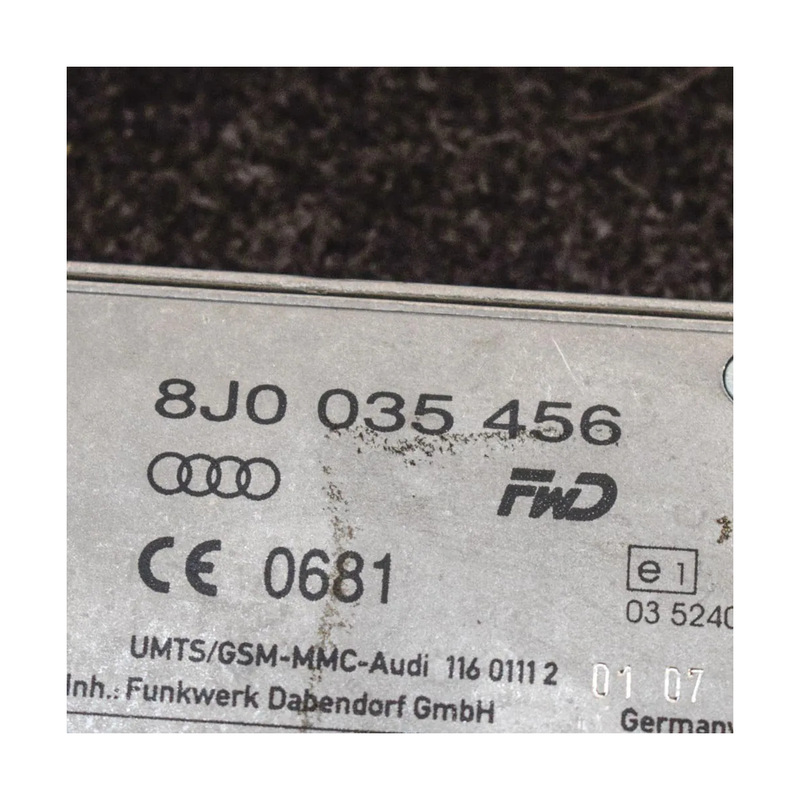 8J0 035 456
FWD
CE 0681
e 1
03 5240
UMTS/GSM-MMC-Audi 116 0111 2
01 07
Inh.: Funkwerk Dabendorf GmbH
Germany